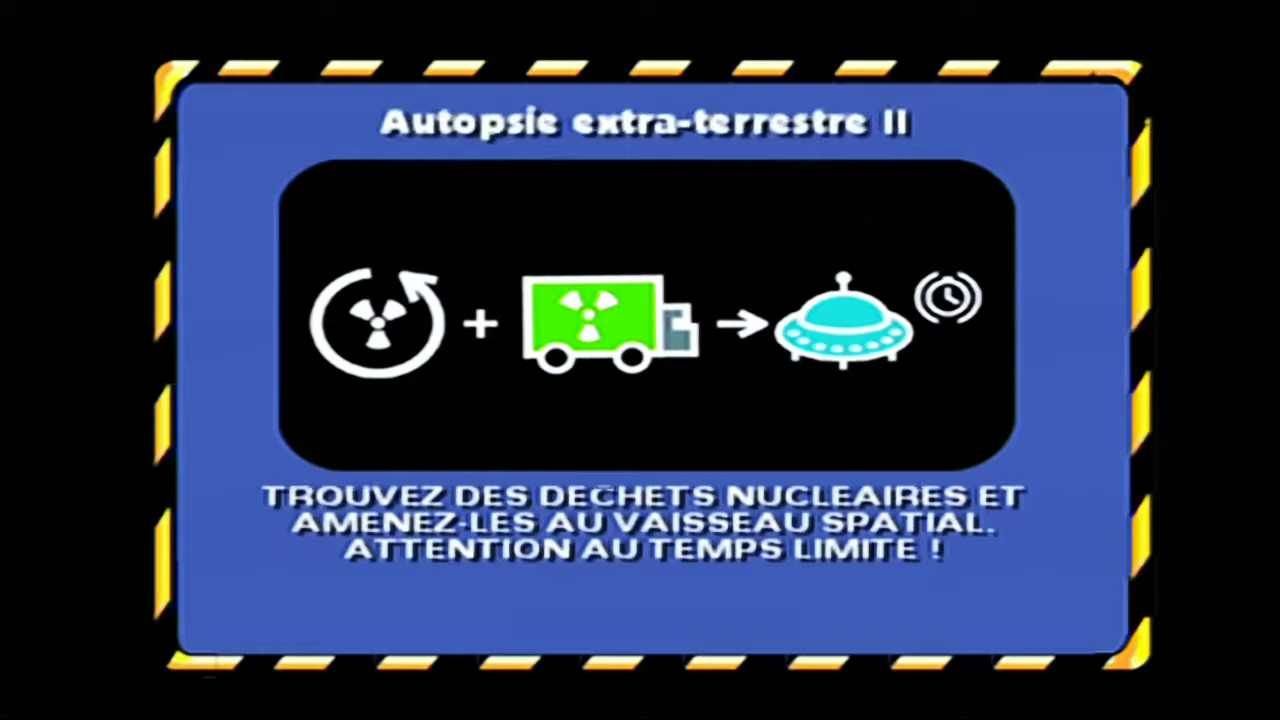 Autopsie extra-terrestre II
TROUVEZ DES DECHETS NUCLEAIRES ET
AMENEZ-LES AU VAISSEAU SPATIAL.
ATTENTION AU TEMPS LIMITE !